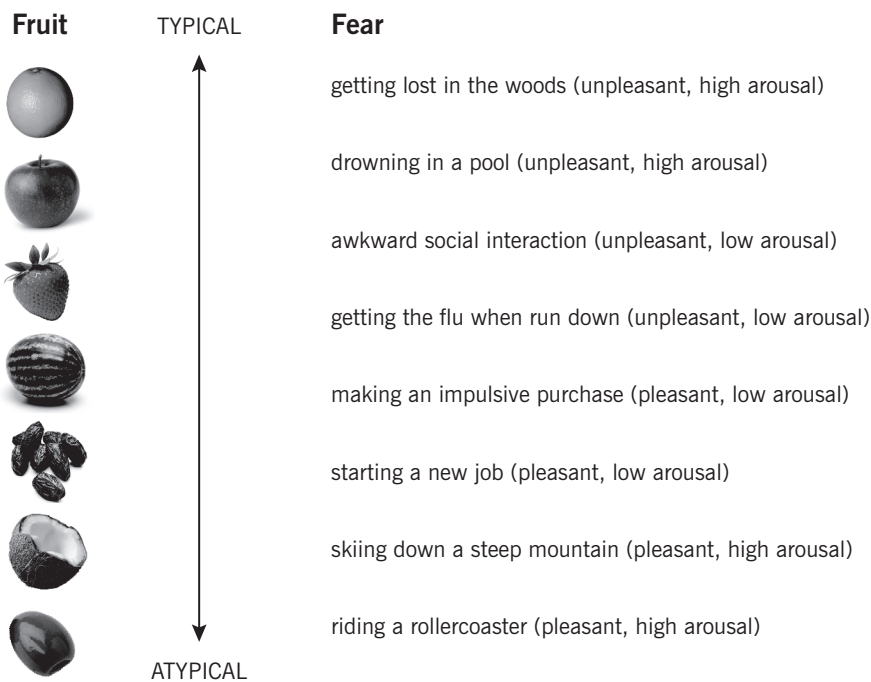 Fruit
TYPICAL
Fear
getting lost in the woods (unpleasant, high arousal)
drowning in a pool (unpleasant, high arousal)
awkward social interaction (unpleasant, low arousal)
getting the flu when run down (unpleasant, low arousal)
making an impulsive purchase (pleasant, low arousal)
starting a new job (pleasant, low arousal)
skiing down a steep mountain (pleasant, high arousal)
riding a rollercoaster (pleasant, high arousal)
ATYPICAL